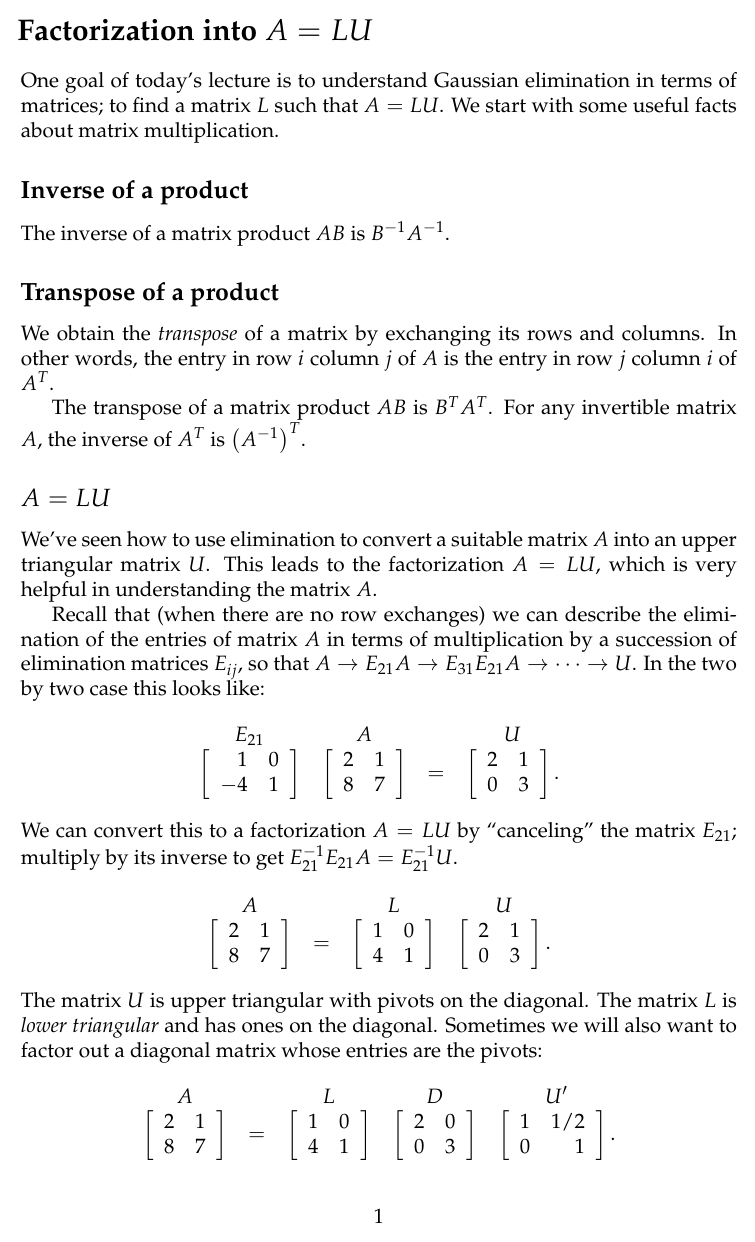 Factorization into A = LU
One goal of today's lecture is to understand Gaussian elimination in terms of
matrices; to find a matrix L such that A = LU. We start with some useful facts
about matrix multiplication.
Inverse of a product
The inverse of a matrix product AB is B⁻¹A⁻¹.
Transpose of a product
We obtain the transpose of a matrix by exchanging its rows and columns. In
other words, the entry in row i column j of A is the entry in row j column i of
Aᵀ.
The transpose of a matrix product AB is BᵀAᵀ. For any invertible matrix
A, the inverse of Aᵀ is (A⁻¹)ᵀ.
A = LU
We've seen how to use elimination to convert a suitable matrix A into an upper
triangular matrix U. This leads to the factorization A = LU, which is very
helpful in understanding the matrix A.
Recall that (when there are no row exchanges) we can describe the elimi-
nation of the entries of matrix A in terms of multiplication by a succession of
elimination matrices Eᵢⱼ, so that A → E₂₁A → E₃₁E₂₁A → ⋯ → U. In the two
by two case this looks like:
E₂₁ A U
[ 1 0 ] [ 2 1 ] = [ 2 1 ] .
[ −4 1 ] [ 8 7 ] [ 0 3 ]
We can convert this to a factorization A = LU by “canceling” the matrix E₂₁;
multiply by its inverse to get E₂₁⁻¹E₂₁A = E₂₁⁻¹U.
A L U
[ 2 1 ] = [ 1 0 ] [ 2 1 ] .
[ 8 7 ] [ 4 1 ] [ 0 3 ]
The matrix U is upper triangular with pivots on the diagonal. The matrix L is
lower triangular and has ones on the diagonal. Sometimes we will also want to
factor out a diagonal matrix whose entries are the pivots:
A L D U′
[ 2 1 ] = [ 1 0 ] [ 2 0 ] [ 1 1/2 ] .
[ 8 7 ] [ 4 1 ] [ 0 3 ] [ 0 1 ]
1